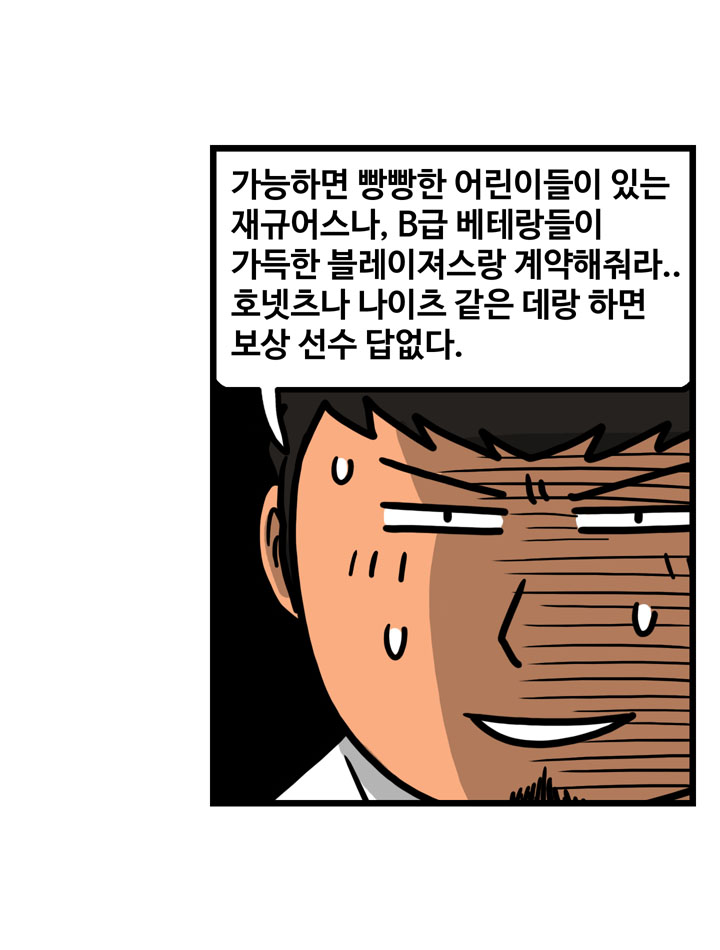 가능하면 빵빵한 어린이들이 있는
재규어스나, B급 베테랑들이
가득한 블레이져스랑 계약해줘라..
호넷츠나 나이츠 같은 데랑 하면
보상 선수 답없다.